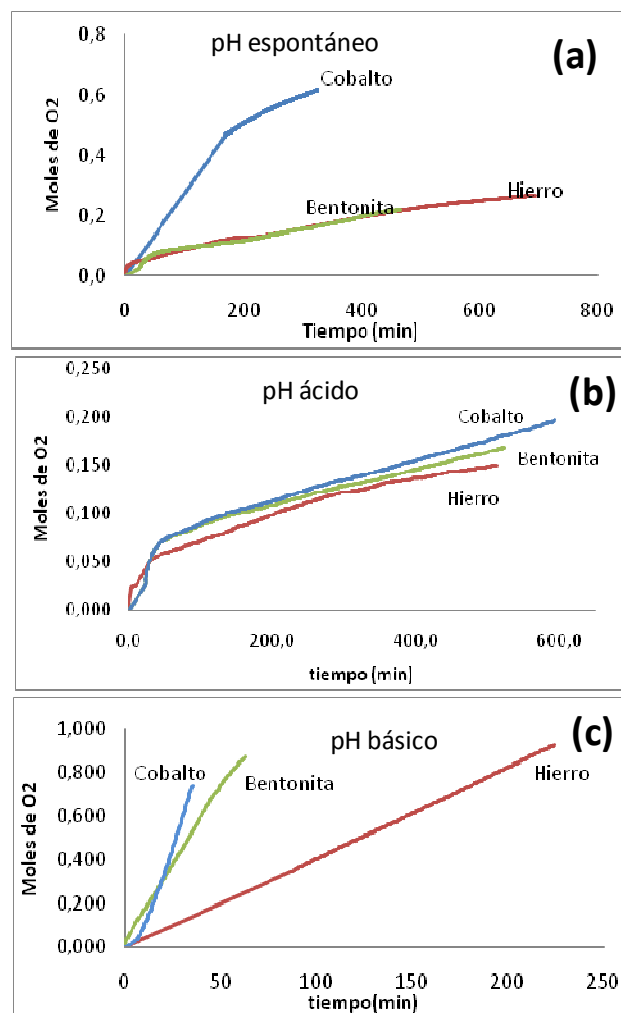 pH espontáneo
(a)
0,8
0,6
0,4
0,2
0,0
Moles de O2
Cobalto
Bentonita
Hierro
0 200 400 600 800
Tiempo (min)
pH ácido
(b)
0,250
0,200
0,150
0,100
0,050
0,000
Moles de O2
Cobalto
Bentonita
Hierro
0,0 200,0 400,0 600,0
tiempo (min)
pH básico
(c)
1,000
0,800
0,600
0,400
0,200
0,000
Moles de O2
Cobalto
Bentonita
Hierro
0 50 100 150 200 250
tiempo(min)